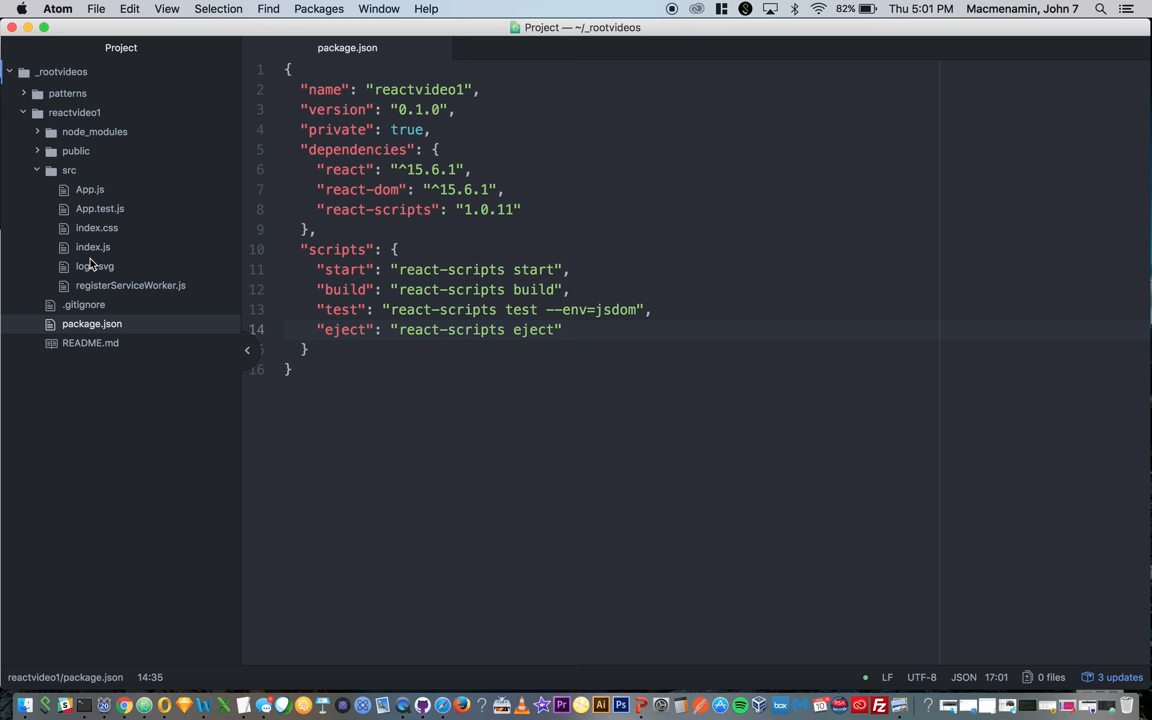 Atom File Edit View Selection Find Packages Window Help 82% Thu 5:01 PM Macmenamin, John 7
Project — ~/_rootvideos
Project
package.json
_rootvideos
patterns
reactvideo1
node_modules
public
src
App.js
App.test.js
index.css
index.js
registerServiceWorker.js
.gitignore
package.json
README.md
1 {
2 "name": "reactvideo1",
3 "version": "0.1.0",
4 "private": true,
5 "dependencies": {
6 "react": "^15.6.1",
7 "react-dom": "^15.6.1",
8 "react-scripts": "1.0.11"
9 },
10 "scripts": {
11 "start": "react-scripts start",
12 "build": "react-scripts build",
13 "test": "react-scripts test --env=jsdom",
14 "eject": "react-scripts eject"
}
16 }
reactvideo1/package.json 14:35 LF UTF-8 JSON 17:01 0 files 3 updates